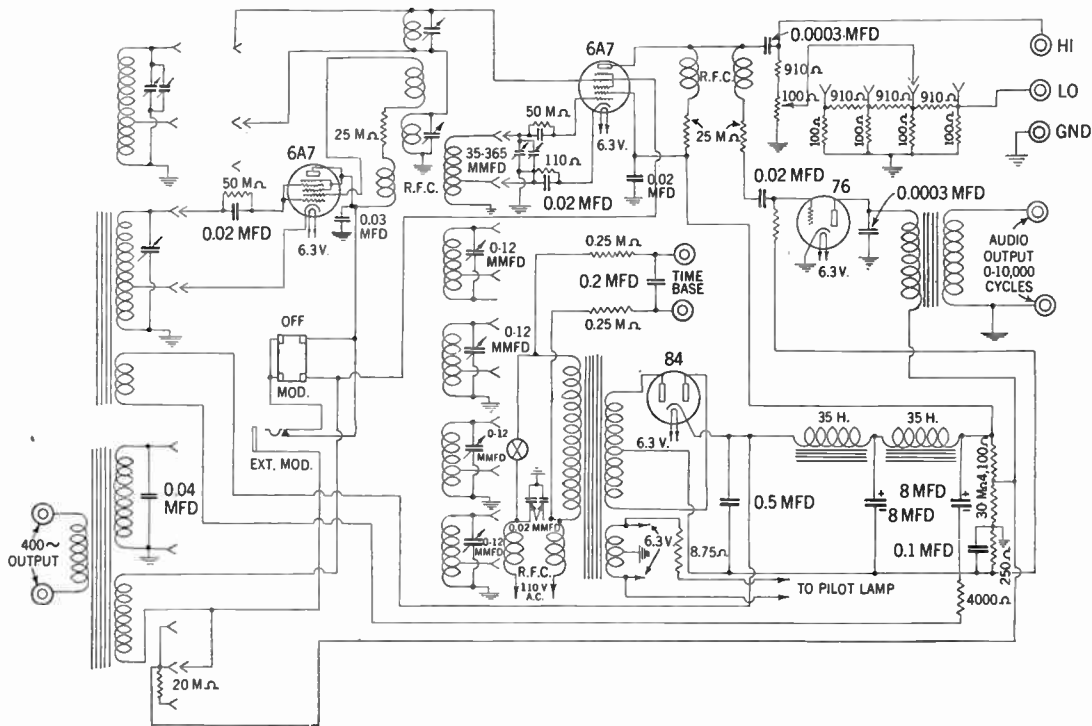 0.0003 MFD
HI
6A7
910Ω
R.F.C.
LO
100Ω
910Ω
910Ω
910Ω
GND
25 MΩ
50 MΩ
6.3 V.
25 MΩ
100Ω
100Ω
100Ω
100Ω
6A7
35-365
MMFD
110Ω
50 MΩ
R.F.C.
0.02
MFD
0.02 MFD
76
0.0003 MFD
0.02 MFD
0.02 MFD
0.03
MFD
6.3 V.
6.3 V.
AUDIO
OUTPUT
0-10,000
CYCLES
0-12
MMFD
0.25 MΩ
0.2 MFD
TIME
BASE
0.25 MΩ
OFF
MOD.
0-12
MMFD
84
35 H.
35 H.
6.3 V.
EXT. MOD.
0-12
MMFD
0.04
MFD
0.5 MFD
8 MFD
8 MFD
30 MΩ
4,100Ω
0.02 MMFD
0-12
MMFD
6.3 V.
8.75Ω
0.1 MFD
250Ω
400~
OUTPUT
R.F.C.
110 V
A.C.
TO PILOT LAMP
4000Ω
20 MΩ